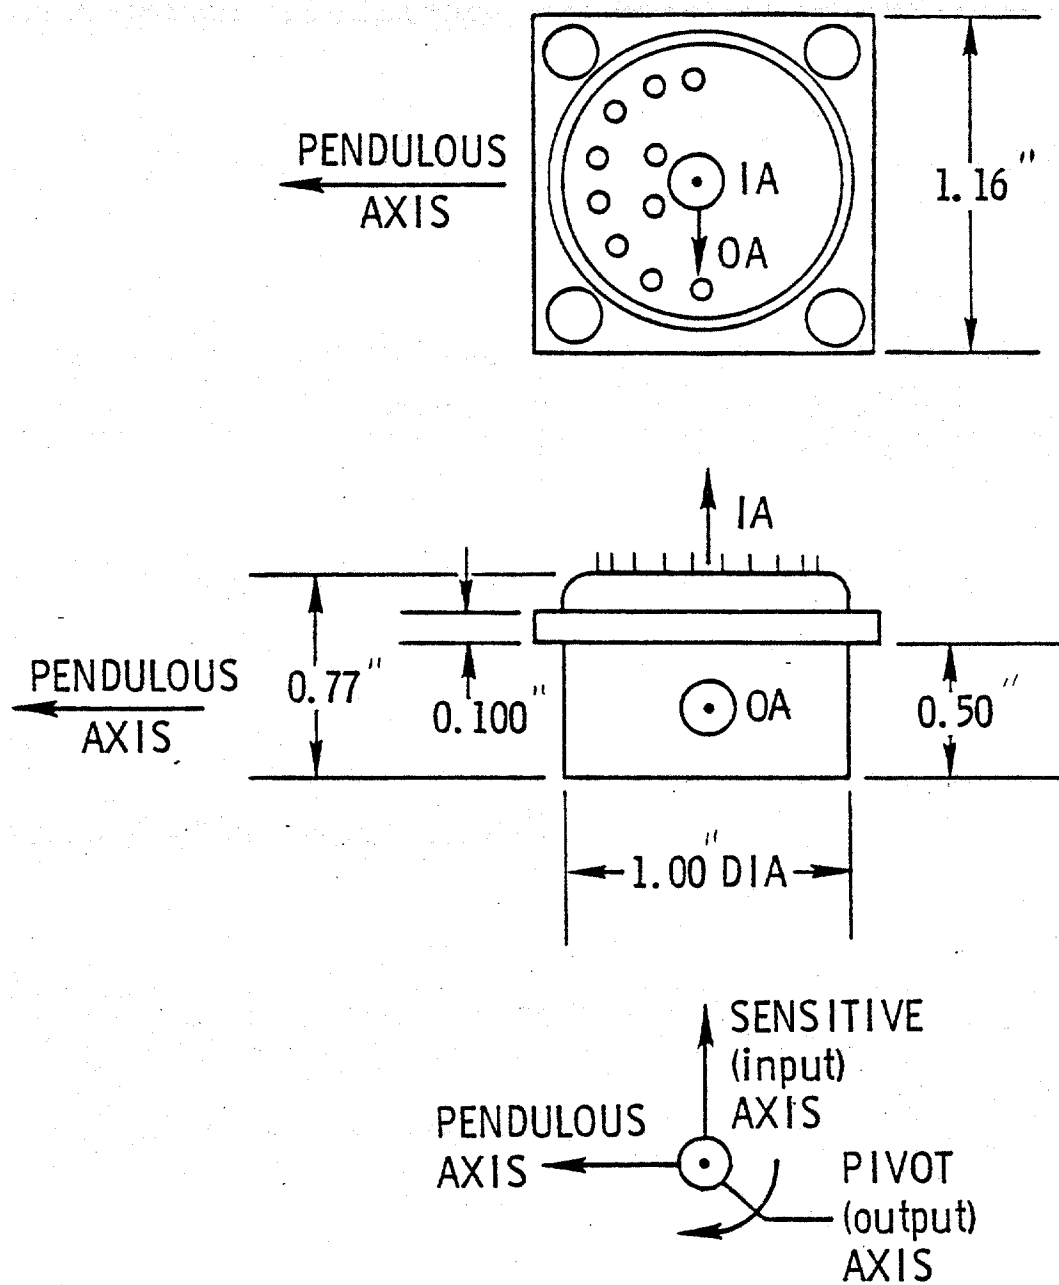 PENDULOUS
AXIS
IA
OA
1.16"
IA
PENDULOUS
AXIS
0.77"
0.100"
OA
0.50"
1.00" DIA
SENSITIVE
(input)
AXIS
PENDULOUS
AXIS
PIVOT
(output)
AXIS